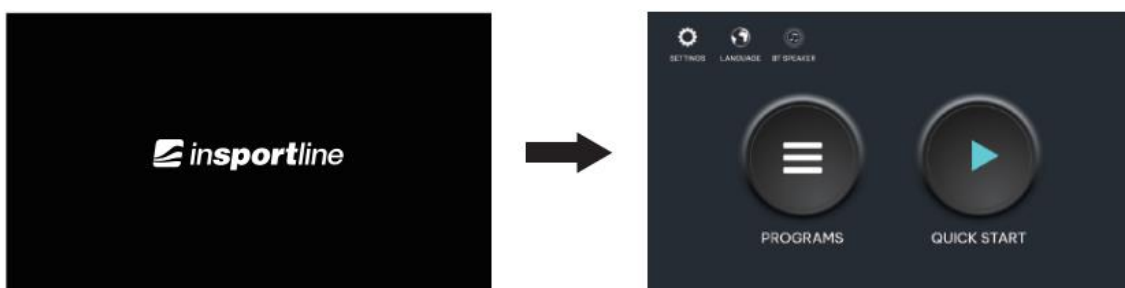 insportline
SETTINGS LANGUAGE BT SPEAKER
PROGRAMS QUICK START